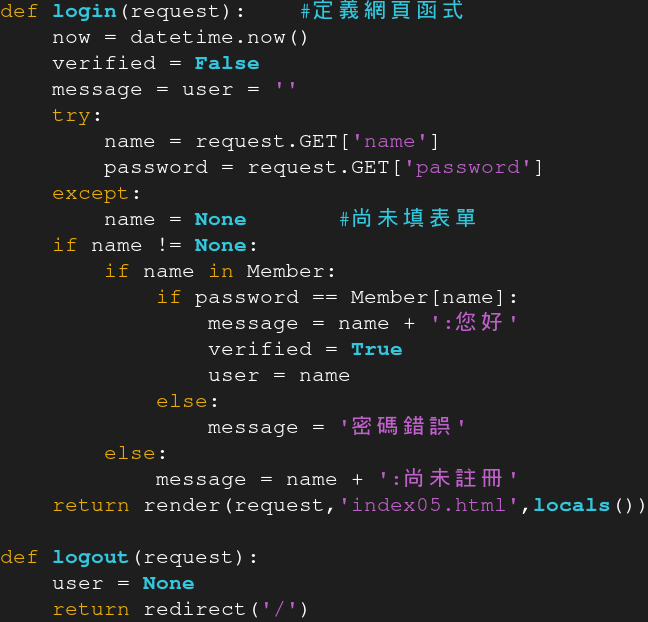 def login(request):    #定義網頁函式
    now = datetime.now()
    verified = False
    message = user = ''
    try:
        name = request.GET['name']
        password = request.GET['password']
    except:
        name = None       #尚未填表單
    if name != None:
        if name in Member:
            if password == Member[name]:
                message = name + ':您好'
                verified = True
                user = name
            else:
                message = '密碼錯誤'
        else:
            message = name + ':尚未註冊'
    return render(request,'index05.html',locals())

def logout(request):
    user = None
    return redirect('/')